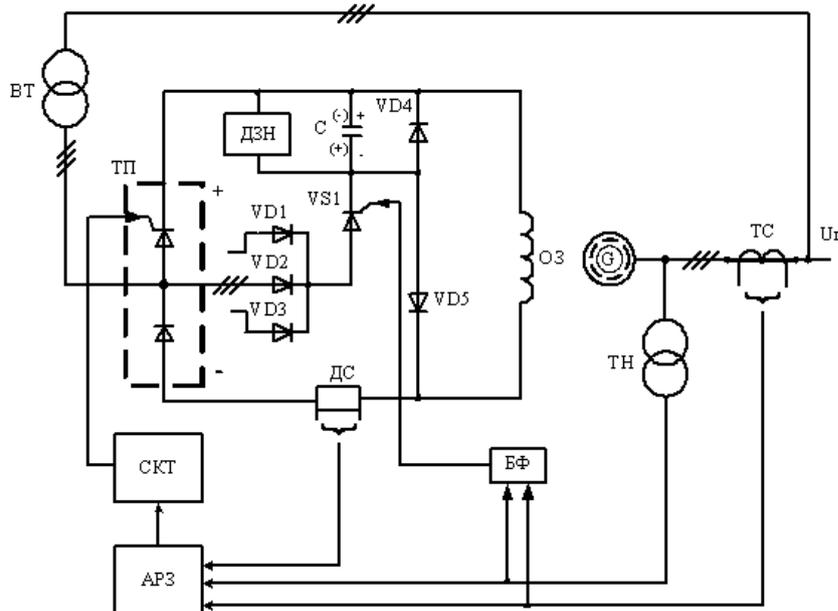 ВТ
ТП
+
-
ДЗН
C
(-) +
(+) -
VD4
VS1
VD1
VD2
VD3
VD5
ОЗ
G
ТС
ТН
ДС
СКТ
БФ
АРЗ